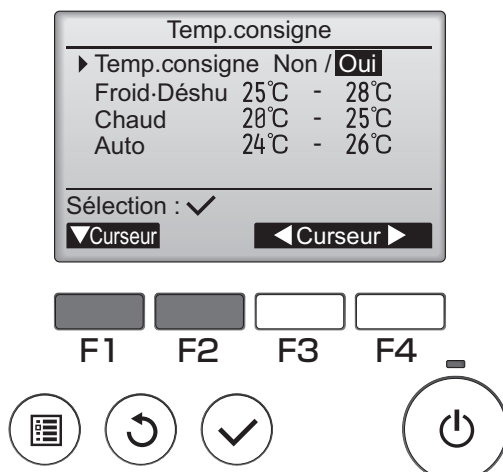 Temp.consigne
Temp.consigne Non / Oui
Froid·Déshu 25°C - 28°C
Chaud 20°C - 25°C
Auto 24°C - 26°C
Sélection : ✓
▼Curseur ◀Curseur▶
F1 F2 F3 F4